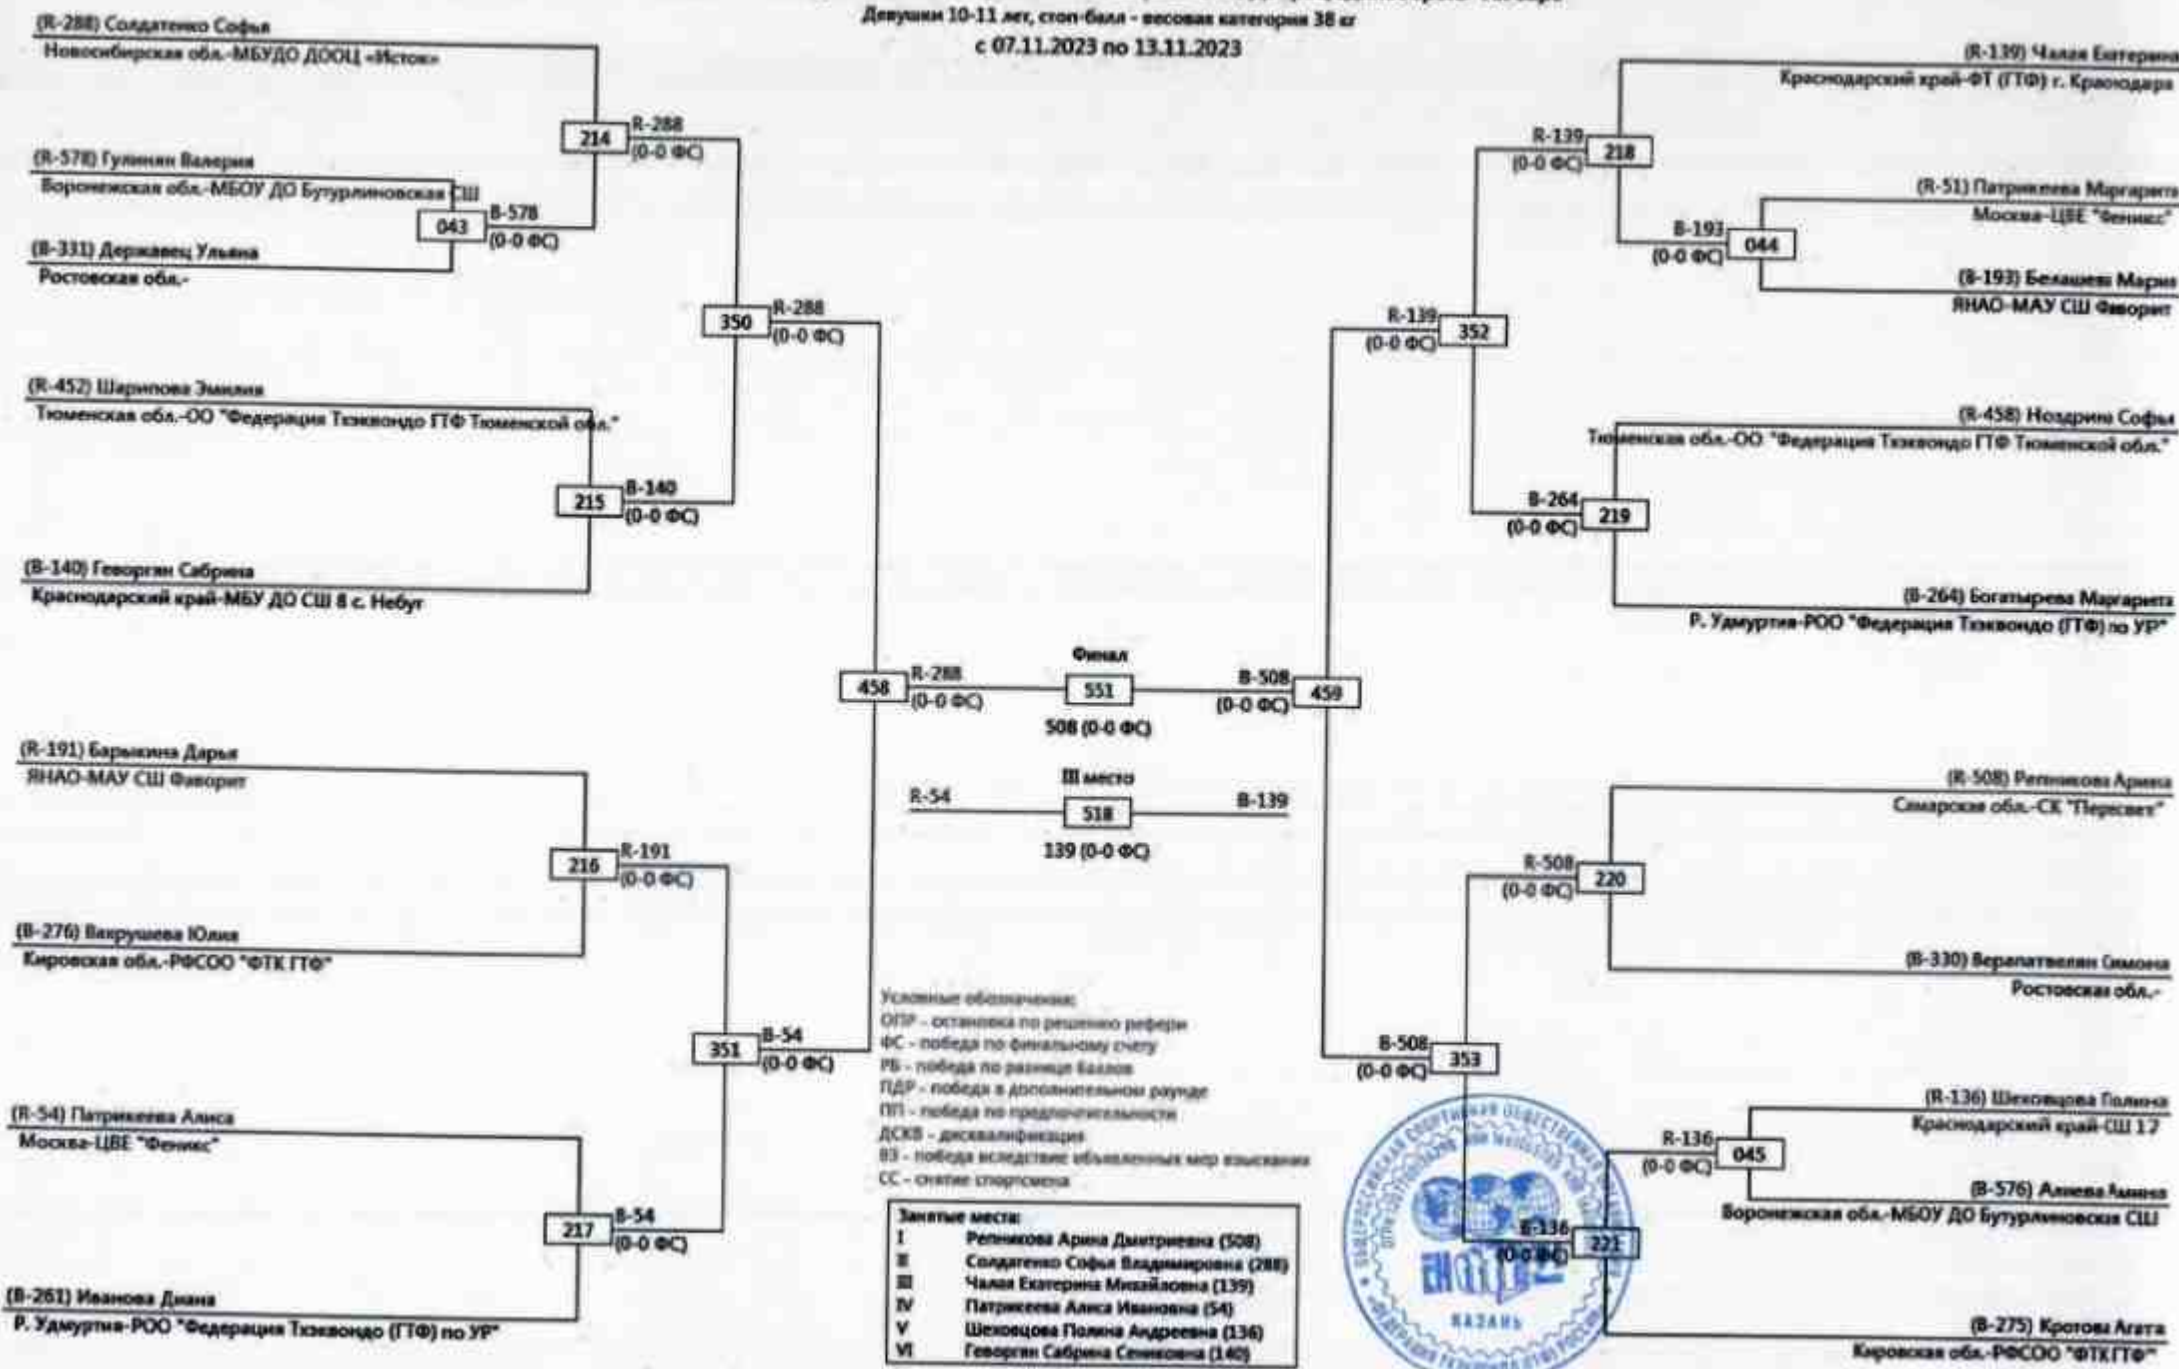 Девушки 10-11 лет, стоп-балл - весовая категория 38 кг
с 07.11.2023 по 13.11.2023
(R-288) Солдатенко Софья
Новосибирская обл.-МБУДО ДООЦ «Исток»
214
R-288
(0-0 ФС)
(R-578) Гулинян Валерия
Воронежская обл.-МБОУ ДО Бутурлиновская СШ
043
B-578
(0-0 ФС)
(B-331) Державец Ульяна
Ростовская обл.-
350
R-288
(0-0 ФС)
(R-452) Шарипова Эмилия
Тюменская обл.-ОО "Федерация Тхэквондо ГТФ Тюменской обл."
215
B-140
(0-0 ФС)
(B-140) Геворгян Сабрина
Краснодарский край-МБУ ДО СШ 8 с. Небуг
458
R-288
(0-0 ФС)
(R-191) Барыкина Дарья
ЯНАО-МАУ СШ Фаворит
216
R-191
(0-0 ФС)
(B-276) Вахрушева Юлия
Кировская обл.-РФСОО "ФТК ГТФ"
351
B-54
(0-0 ФС)
(R-54) Патрикеева Алиса
Москва-ЦВЕ "Феникс"
217
B-54
(0-0 ФС)
(B-261) Иванова Диана
Р. Удмуртия-РОО "Федерация Тхэквондо (ГТФ) по УР"
Финал
551
508 (0-0 ФС)
III место
R-54
518
B-139
139 (0-0 ФС)
(R-139) Чалая Екатерина
Краснодарский край-ФТ (ГТФ) г. Краснодара
R-139
(0-0 ФС)
218
(R-51) Патрикеева Маргарита
Москва-ЦВЕ "Феникс"
B-193
(0-0 ФС)
044
(B-193) Белашева Мария
ЯНАО-МАУ СШ Фаворит
R-139
(0-0 ФС)
352
(R-458) Ноздрина Софья
Тюменская обл.-ОО "Федерация Тхэквондо ГТФ Тюменской обл."
B-264
(0-0 ФС)
219
(B-264) Богатырева Маргарита
Р. Удмуртия-РОО "Федерация Тхэквондо (ГТФ) по УР"
B-508
(0-0 ФС)
459
(R-508) Репникова Арина
Самарская обл.-СК "Пересвет"
R-508
(0-0 ФС)
220
(B-330) Верапатвелян Симона
Ростовская обл.-
B-508
(0-0 ФС)
353
(R-136) Шеховцова Полина
Краснодарский край-СШ 17
R-136
(0-0 ФС)
045
(B-576) Алиева Амина
Воронежская обл.-МБОУ ДО Бутурлиновская СШ
B-136
(0-0 ФС)
221
(B-275) Кротова Агата
Кировская обл.-РФСОО "ФТК ГТФ"
Условные обозначения:
ОПР - остановка по решению рефери
ФС - победа по финальному счету
РБ - победа по разнице баллов
ПДР - победа в дополнительном раунде
ПП - победа по предпочтительности
ДСКВ - дисквалификация
ВЗ - победа вследствие объявленных мер взыскания
СС - снятие спортсмена
Занятые места:
I Репникова Арина Дмитриевна (508)
II Солдатенко Софья Владимировна (288)
III Чалая Екатерина Михайловна (139)
IV Патрикеева Алиса Ивановна (54)
V Шеховцова Полина Андреевна (136)
VI Геворгян Сабрина Сениковна (140)
КАЗАНЬ